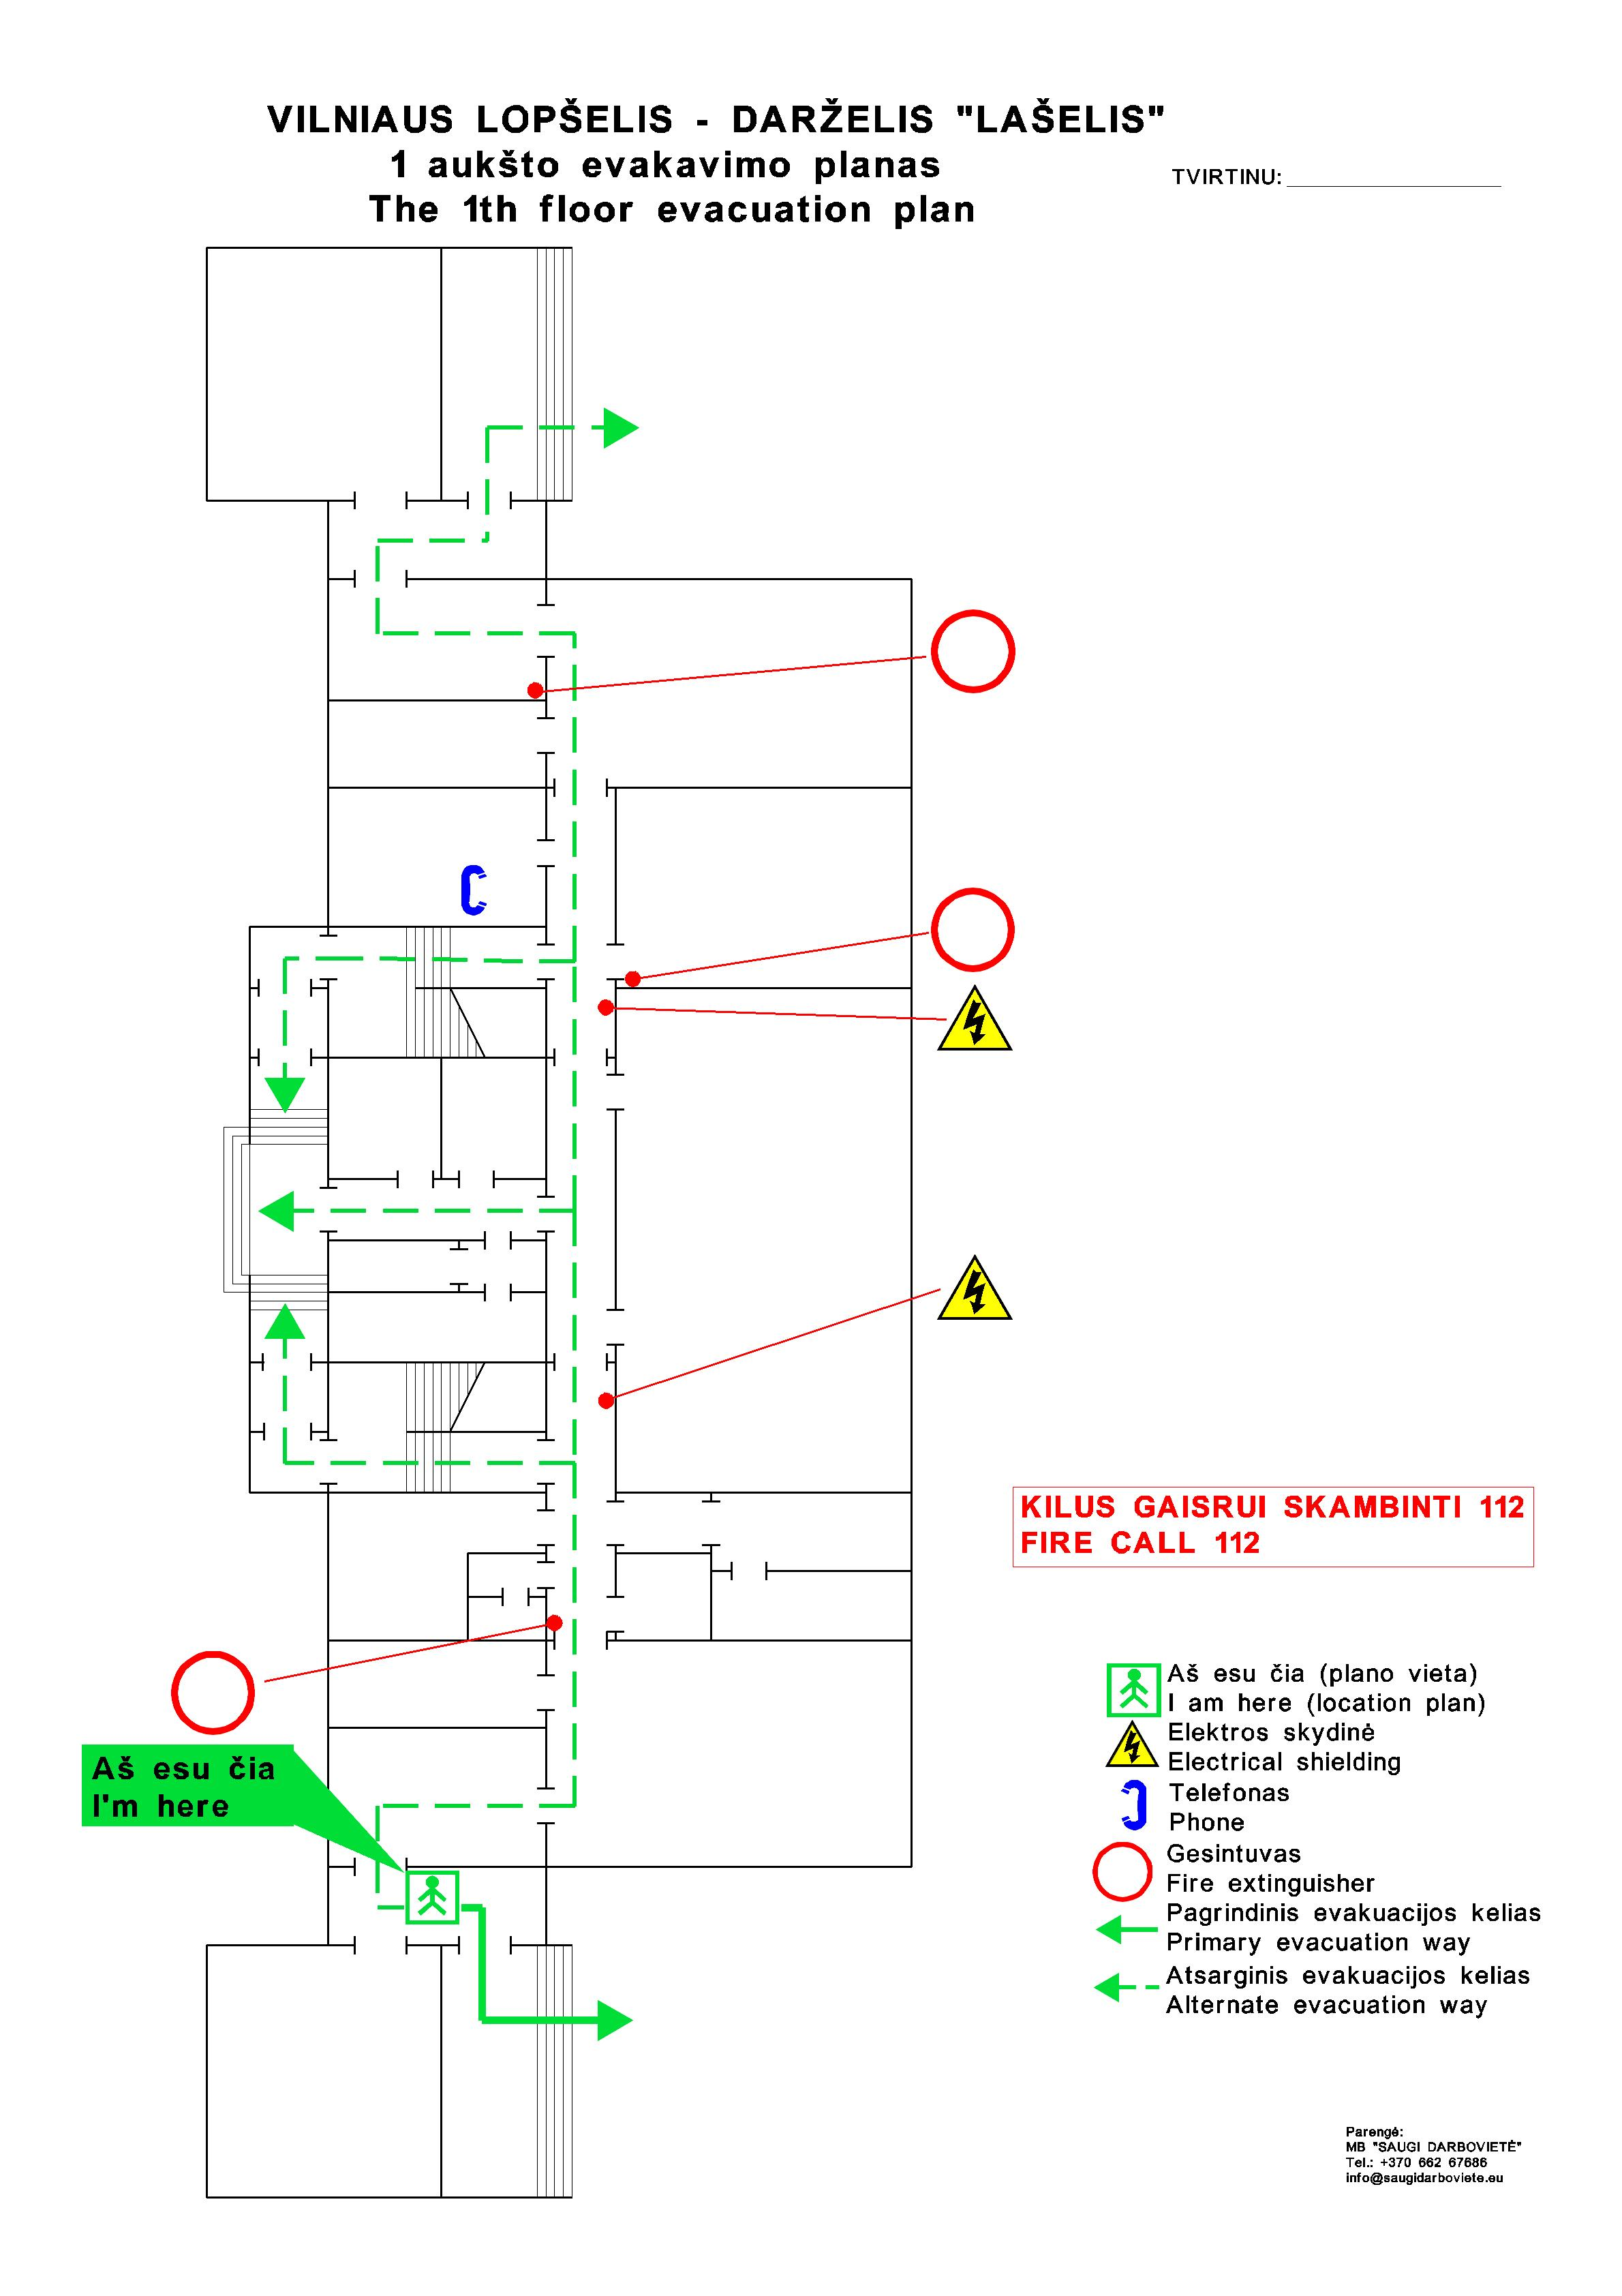 VILNIAUS LOPŠELIS - DARŽELIS "LAŠELIS"
1 aukšto evakavimo planas
The 1th floor evacuation plan
TVIRTINU:
KILUS GAISRUI SKAMBINTI 112
FIRE CALL 112
Aš esu čia
I'm here
Aš esu čia (plano vieta)
I am here (location plan)
Elektros skydinė
Electrical shielding
Telefonas
Phone
Gesintuvas
Fire extinguisher
Pagrindinis evakuacijos kelias
Primary evacuation way
Atsarginis evakuacijos kelias
Alternate evacuation way
Parengė:
MB "SAUGI DARBOVIETĖ"
Tel.: +370 662 67686
info@saugidarboviete.eu